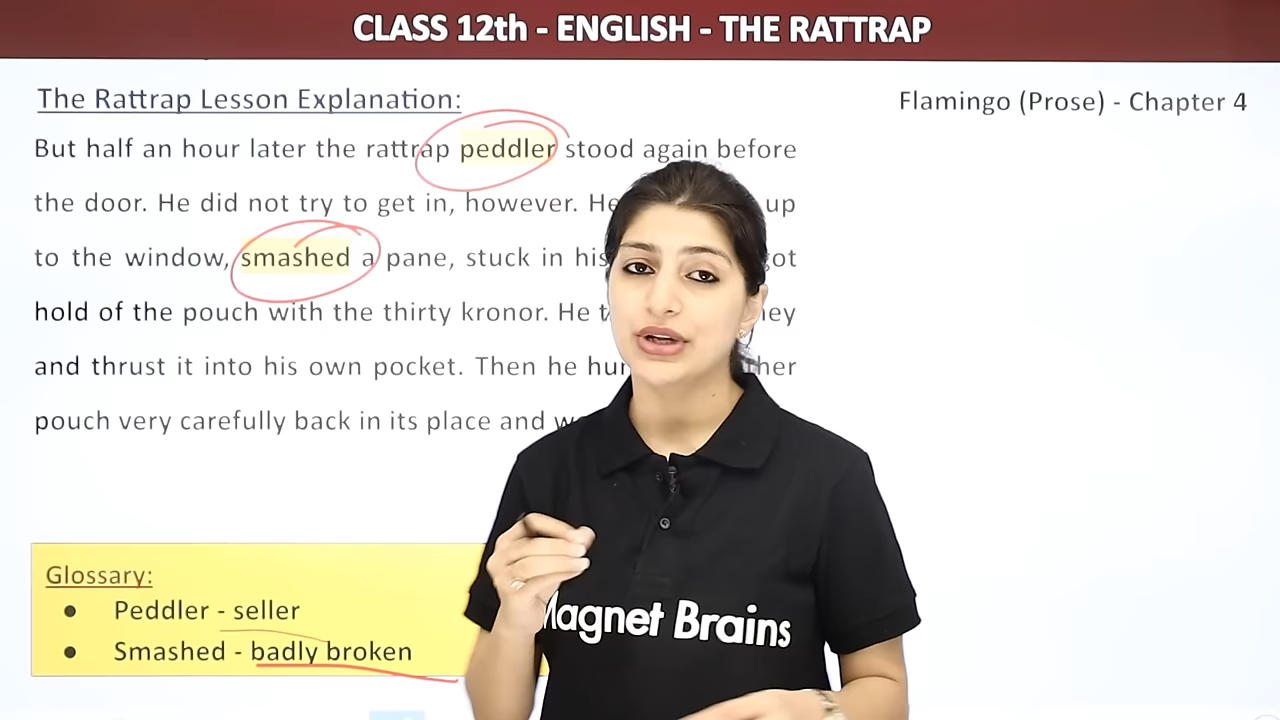 CLASS 12th - ENGLISH - THE RATTRAP
The Rattrap Lesson Explanation:
Flamingo (Prose) - Chapter 4
But half an hour later the rattrap peddler stood again before
the door. He did not try to get in, however. He up
to the window, smashed a pane, stuck in his got
hold of the pouch with the thirty kronor. He
and thrust it into his own pocket. Then he
pouch very carefully back in its place and
Glossary:
● Peddler - seller
● Smashed - badly broken
Magnet Brains